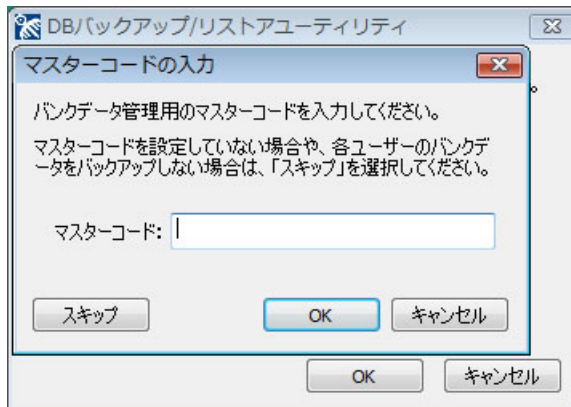 DBバックアップ/リストアユーティリティ
マスターコードの入力
。
バンクデータ管理用のマスターコードを入力してください。
マスターコードを設定していない場合や、各ユーザーのバンクデ
ータをバックアップしない場合は、「スキップ」を選択してください。
マスターコード:
スキップ OK キャンセル
OK キャンセル